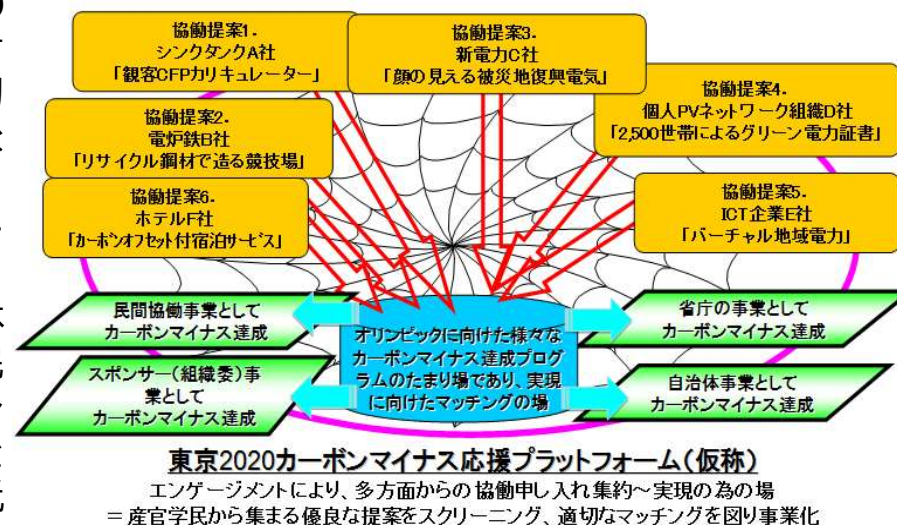 協働提案1.
シンクタンクA社
「観客CFPカリキュレーター」
協働提案3.
新電力C社
「顔の見える被災地復興電気」
協働提案2.
電炉鉄B社
「リサイクル鋼材で造る競技場」
協働提案4.
個人PVネットワーク組織D社
「2,500世帯によるグリーン電力証書」
協働提案6.
ホテルF社
「カーボンオフセット付宿泊サービス」
協働提案5.
ICT企業E社
「バーチャル地域電力」
民間協働事業として
カーボンマイナス達成
オリンピックに向けた様々な
カーボンマイナス達成プログ
ラムのたまり場であり、実現
に向けたマッチングの場
省庁の事業として
カーボンマイナス達成
スポンサー(組織委)事
業として
カーボンマイナス達成
自治体事業として
カーボンマイナス達成
東京2020カーボンマイナス応援プラットフォーム(仮称)
エンゲージメントにより、多方面からの協働申し入れ集約～実現の為の場
=産官学民から集まる優良な提案をスクリーニング、適切なマッチングを図り事業化